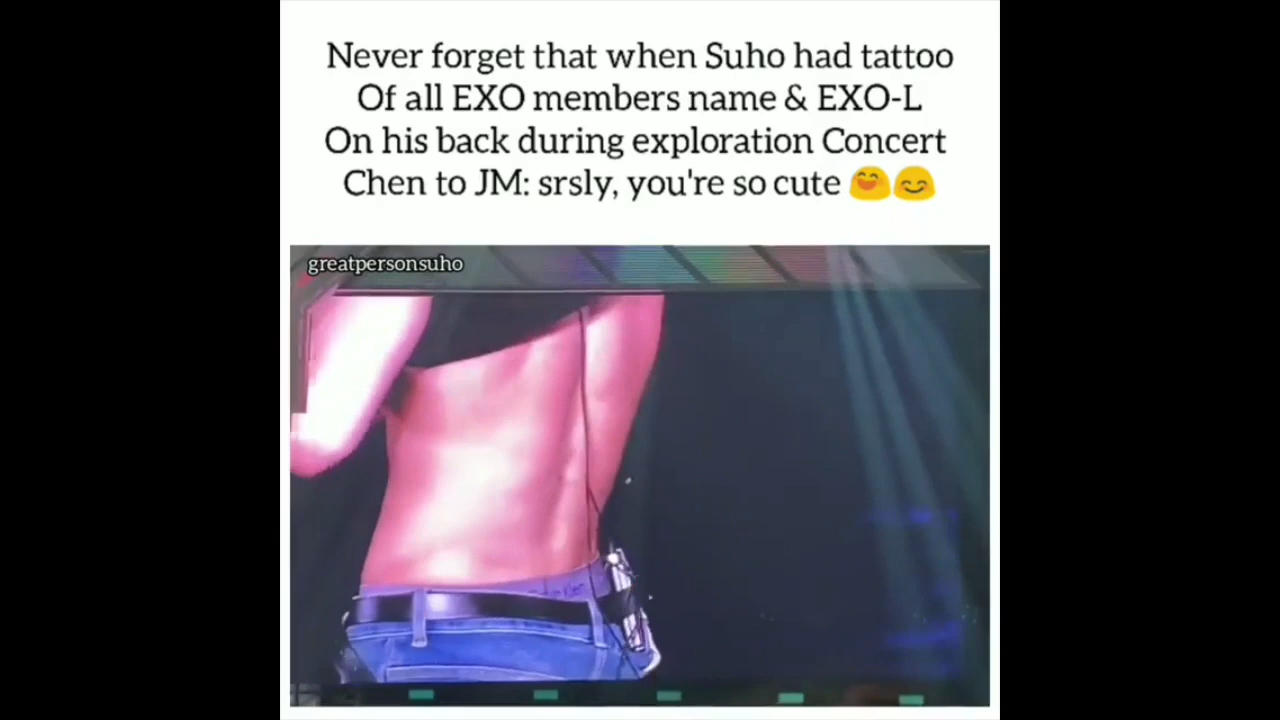 Never forget that when Suho had tattoo
Of all EXO members name & EXO-L
On his back during exploration Concert
Chen to JM: srsly, you're so cute 😄😊
greatpersonsuho